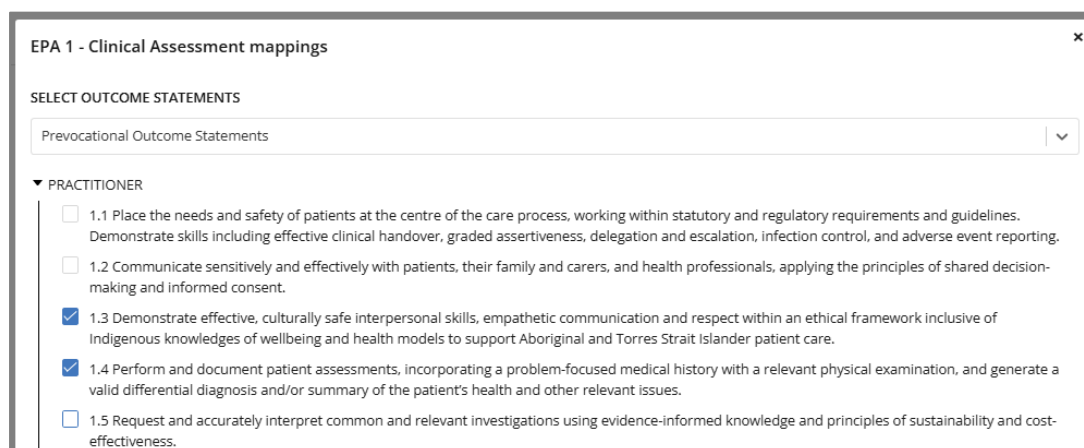 EPA 1 - Clinical Assessment mappings
×
SELECT OUTCOME STATEMENTS
Prevocational Outcome Statements
PRACTITIONER
1.1 Place the needs and safety of patients at the centre of the care process, working within statutory and regulatory requirements and guidelines.
Demonstrate skills including effective clinical handover, graded assertiveness, delegation and escalation, infection control, and adverse event reporting.
1.2 Communicate sensitively and effectively with patients, their family and carers, and health professionals, applying the principles of shared decision-
making and informed consent.
1.3 Demonstrate effective, culturally safe interpersonal skills, empathetic communication and respect within an ethical framework inclusive of
Indigenous knowledges of wellbeing and health models to support Aboriginal and Torres Strait Islander patient care.
1.4 Perform and document patient assessments, incorporating a problem-focused medical history with a relevant physical examination, and generate a
valid differential diagnosis and/or summary of the patient's health and other relevant issues.
1.5 Request and accurately interpret common and relevant investigations using evidence-informed knowledge and principles of sustainability and cost-
effectiveness.